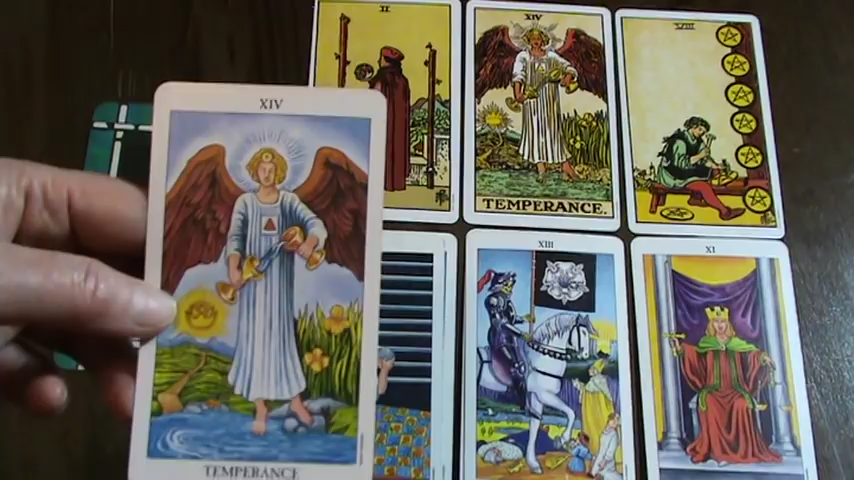 II
XIV
VIII
TEMPERANCE.
XIV
TEMPERANCE
XIII
XI